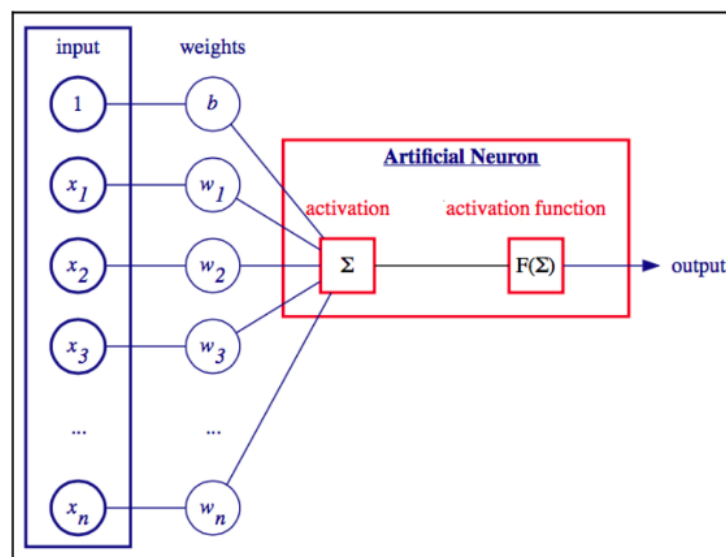 input weights
1 b
Artificial Neuron
x1 w1
activation activation function
x2 w2 Σ F(Σ) output
x3 w3
... ...
xn wn